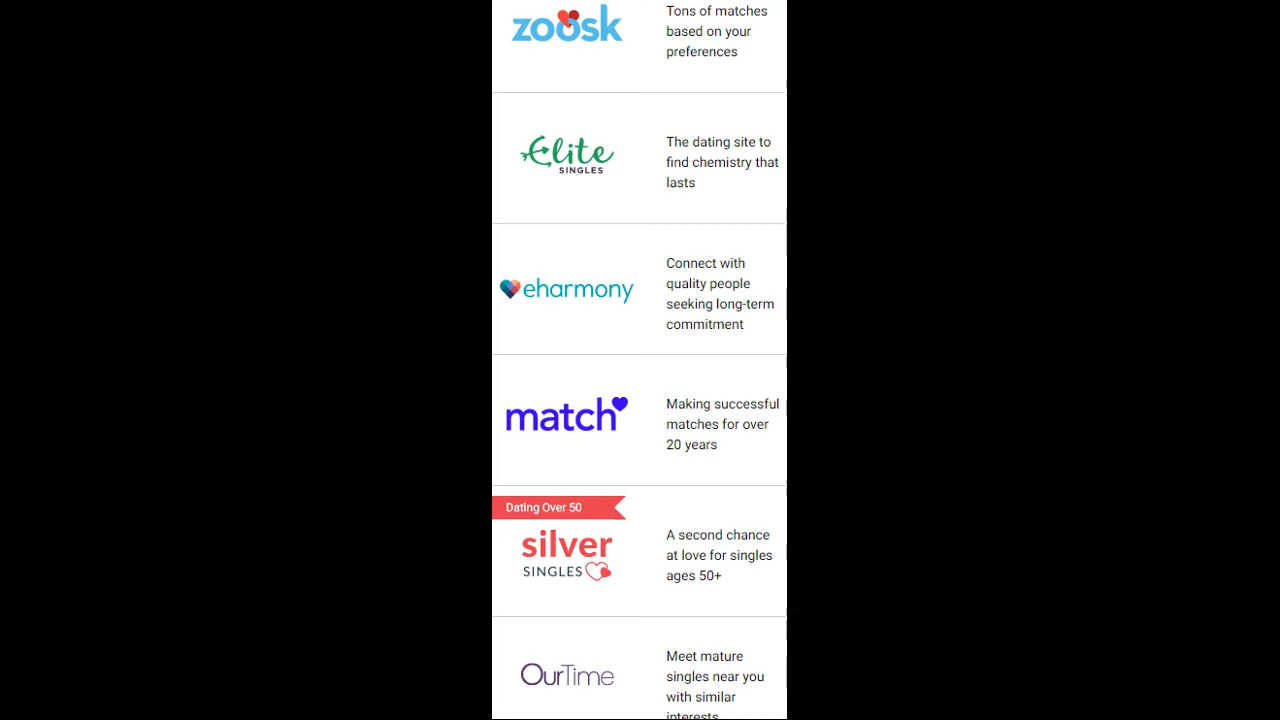 zoosk
Tons of matches
based on your
preferences
Elite
SINGLES
The dating site to
find chemistry that
lasts
eharmony
Connect with
quality people
seeking long-term
commitment
match
Making successful
matches for over
20 years
Dating Over 50
silver
SINGLES
A second chance
at love for singles
ages 50+
OurTime
Meet mature
singles near you
with similar
interests